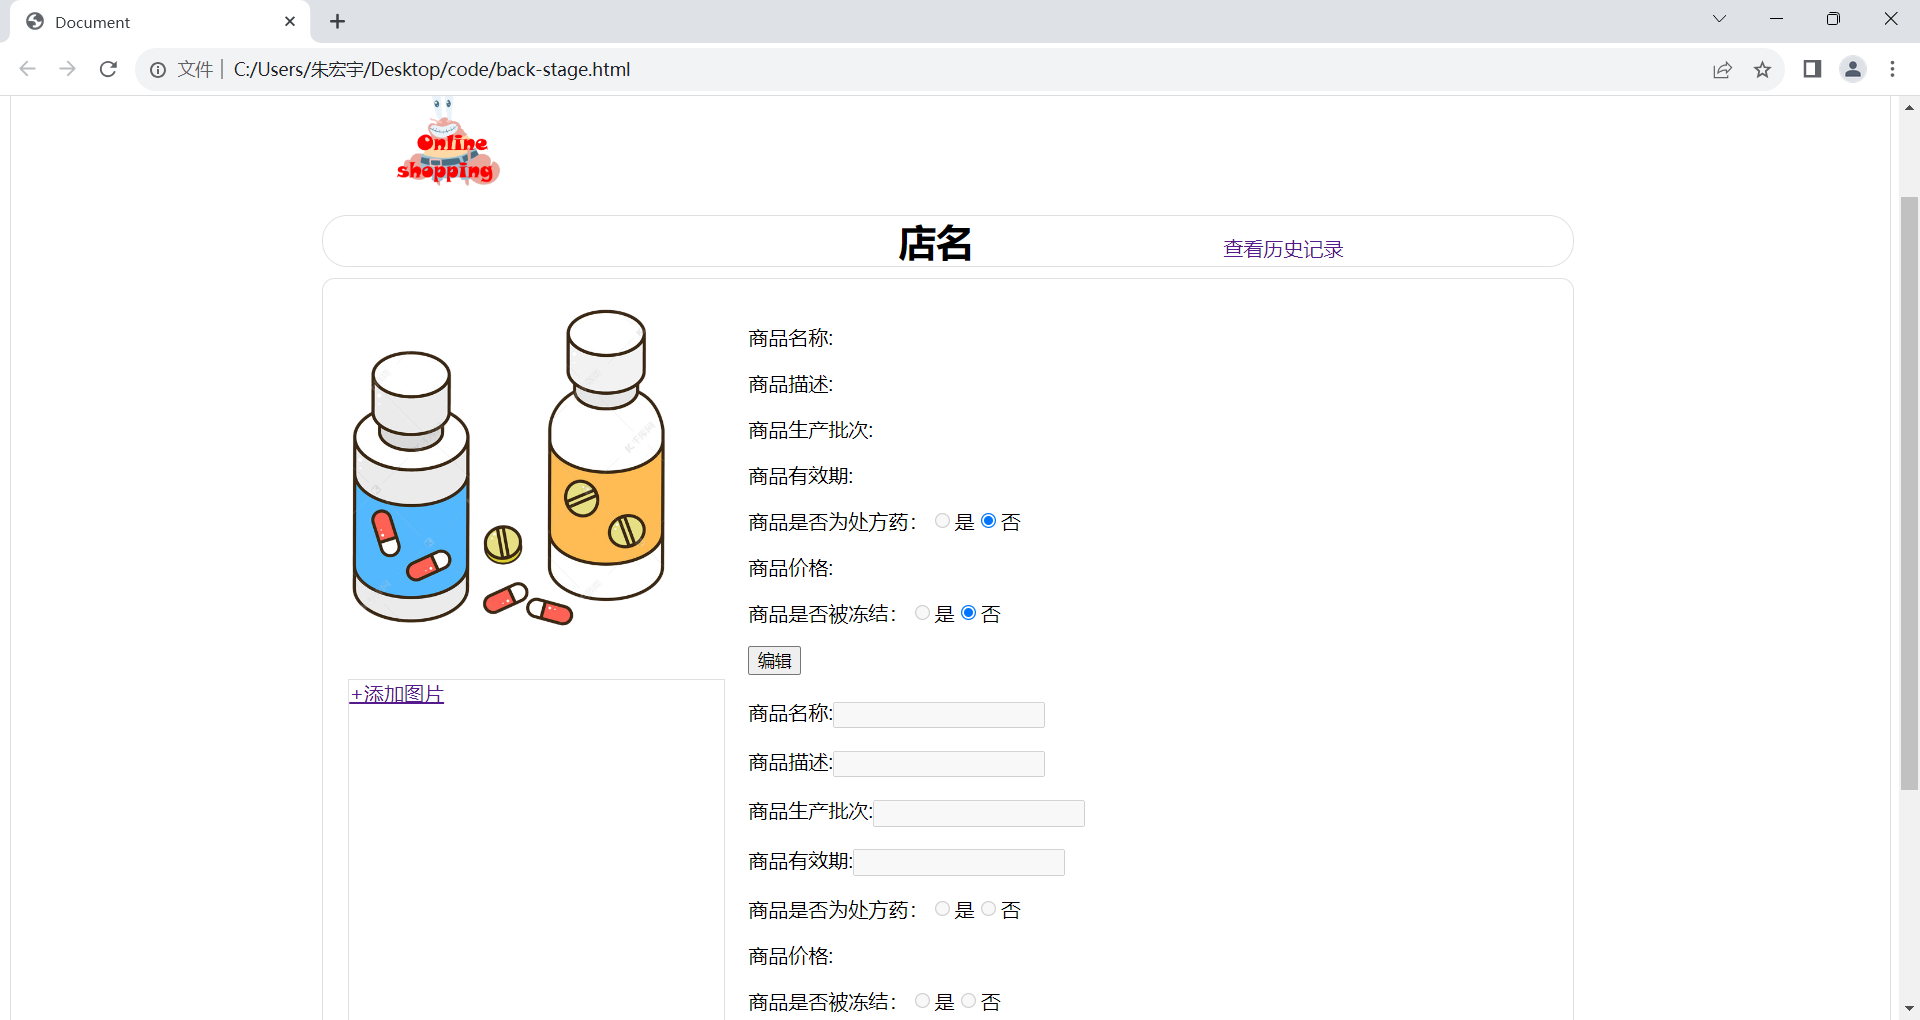 Document
文件 C:/Users/朱宏宇/Desktop/code/back-stage.html
Online
shopping
店名
查看历史记录
商品名称:
商品描述:
商品生产批次:
商品有效期:
商品是否为处方药： 是 否
商品价格:
商品是否被冻结： 是 否
编辑
+添加图片
商品名称:
商品描述:
商品生产批次:
商品有效期:
商品是否为处方药： 是 否
商品价格:
商品是否被冻结： 是 否